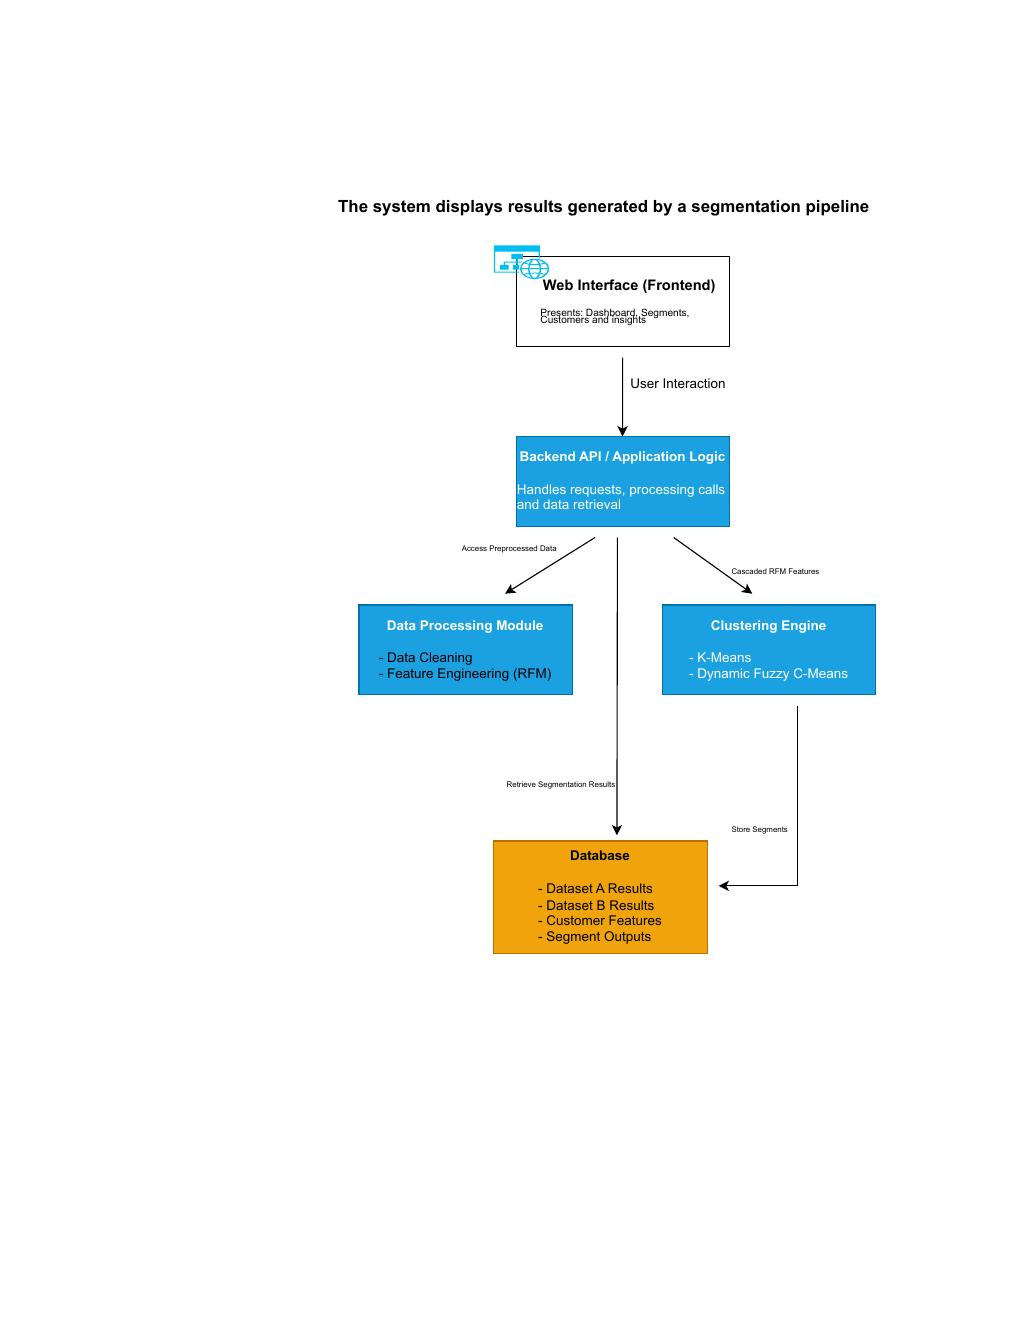 The system displays results generated by a segmentation pipeline
Web Interface (Frontend)
Presents: Dashboard, Segments,
Customers and insights
User Interaction
Backend API / Application Logic
Handles requests, processing calls
and data retrieval
Access Preprocessed Data
Cascaded RFM Features
Data Processing Module
- Data Cleaning
- Feature Engineering (RFM)
Clustering Engine
- K-Means
- Dynamic Fuzzy C-Means
Retrieve Segmentation Results
Store Segments
Database
- Dataset A Results
- Dataset B Results
- Customer Features
- Segment Outputs